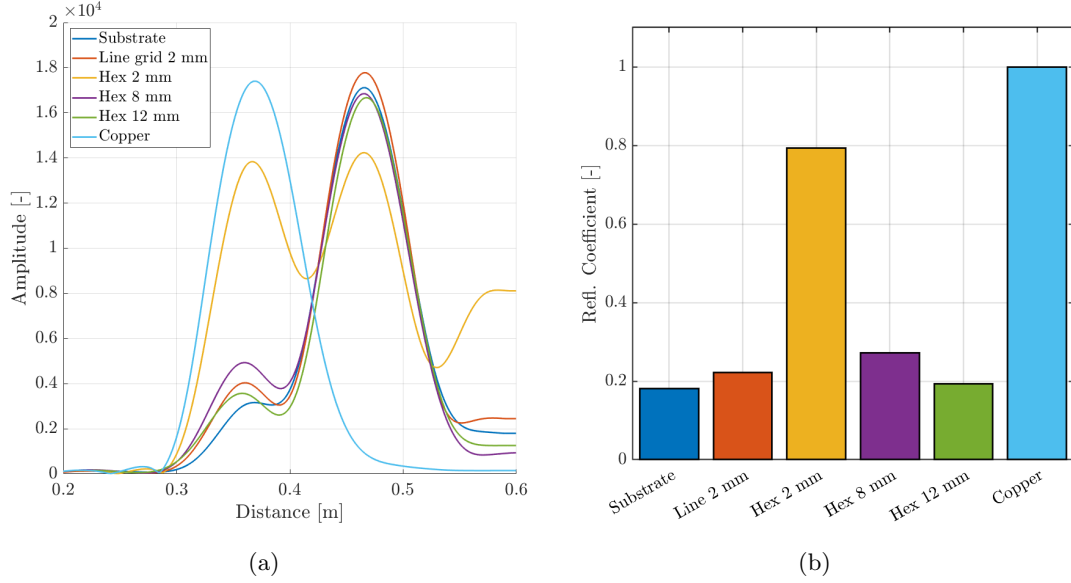 ×10⁴
2
1.8
1.6
1.4
1.2
1
0.8
0.6
0.4
0.2
0
Amplitude [-]
Substrate
Line grid 2 mm
Hex 2 mm
Hex 8 mm
Hex 12 mm
Copper
0.2 0.3 0.4 0.5 0.6
Distance [m]
(a)
1
0.8
0.6
0.4
0.2
0
Refl. Coefficient [-]
Substrate
Line 2 mm
Hex 2 mm
Hex 8 mm
Hex 12 mm
Copper
(b)